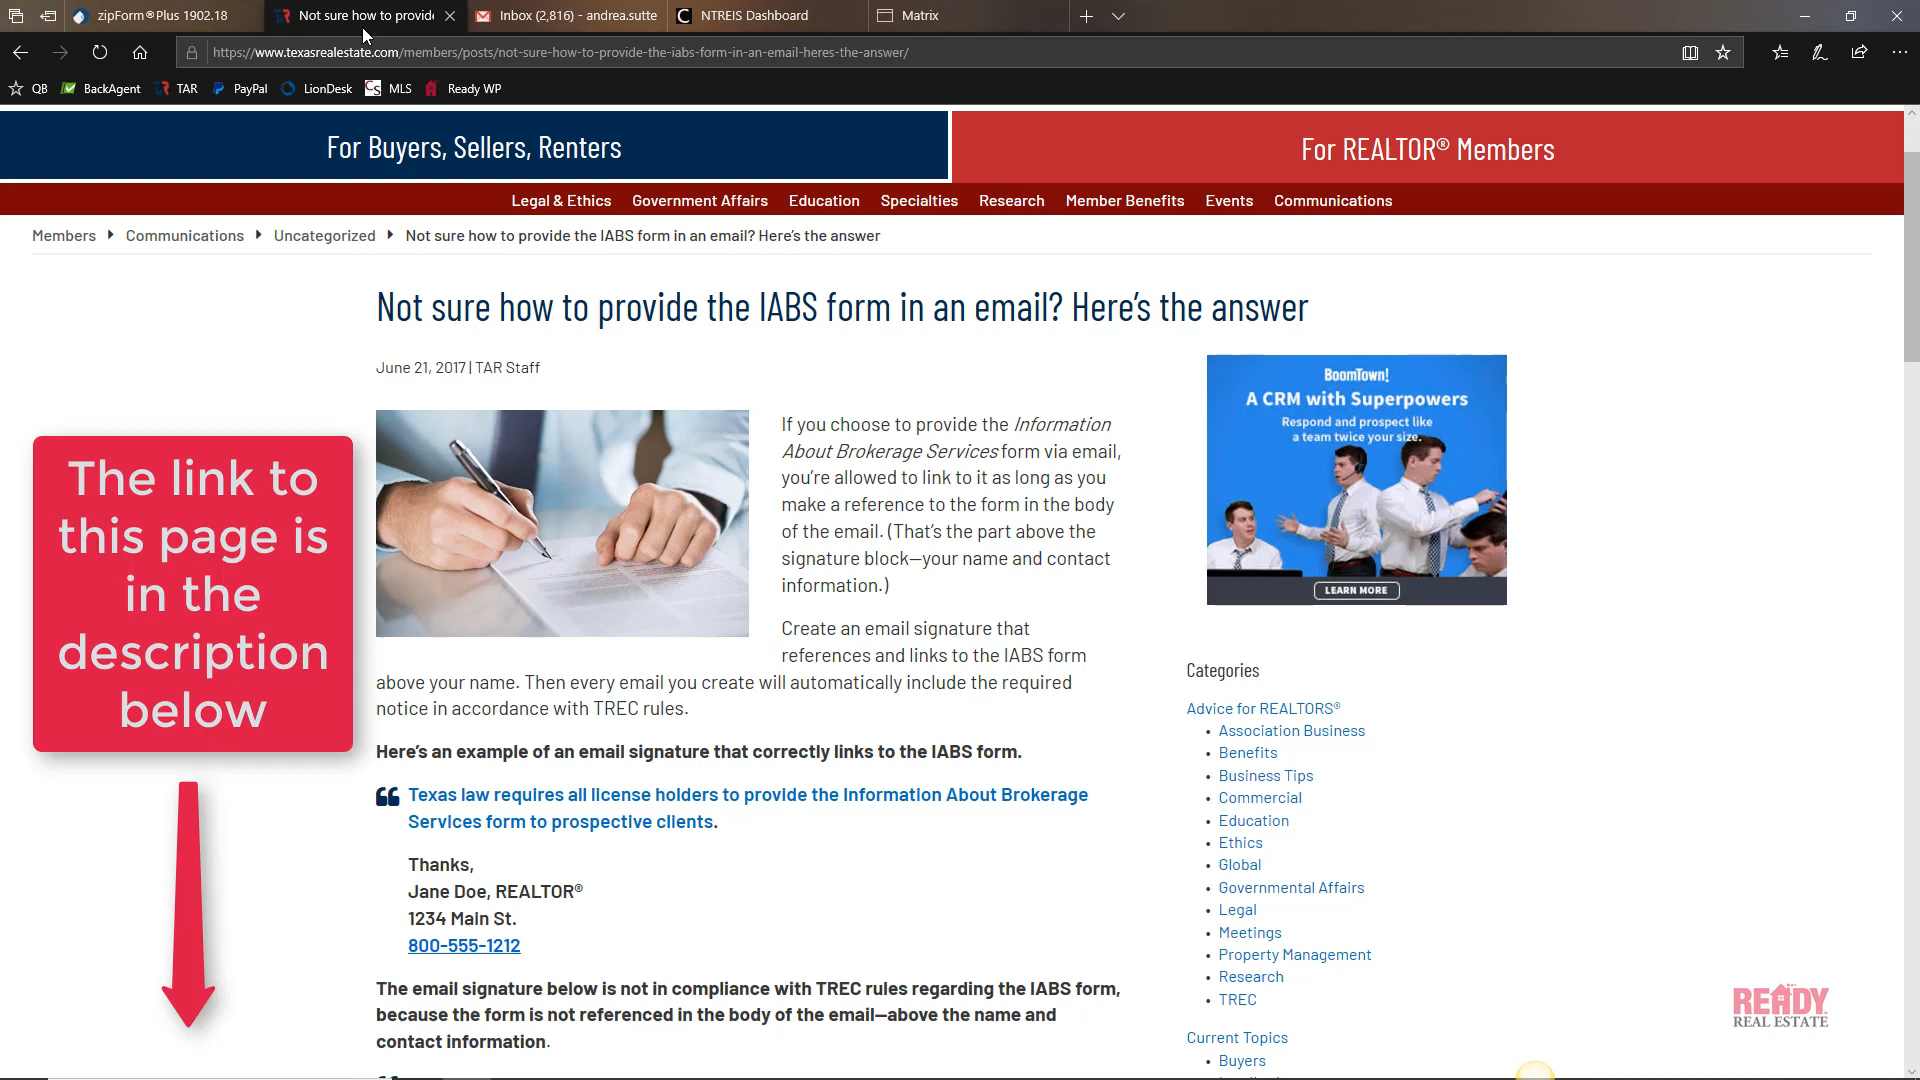 zipForm®Plus 1902.18
Not sure how to provid
Inbox (2,816) - andrea.sutte
NTREIS Dashboard
Matrix
https://www.texasrealestate.com/members/posts/not-sure-how-to-provide-the-iabs-form-in-an-email-heres-the-answer/
QB
BackAgent
TAR
PayPal
LionDesk
MLS
Ready WP
For Buyers, Sellers, Renters
For REALTOR® Members
Legal & Ethics
Government Affairs
Education
Specialties
Research
Member Benefits
Events
Communications
Members
Communications
Uncategorized
Not sure how to provide the IABS form in an email? Here's the answer
Not sure how to provide the IABS form in an email? Here's the answer
June 21, 2017 | TAR Staff
If you choose to provide the Information
About Brokerage Services form via email,
you're allowed to link to it as long as you
make a reference to the form in the body
of the email. (That's the part above the
signature block—your name and contact
information.)
Create an email signature that
references and links to the IABS form
above your name. Then every email you create will automatically include the required
notice in accordance with TREC rules.
Here's an example of an email signature that correctly links to the IABS form.
Texas law requires all license holders to provide the Information About Brokerage
Services form to prospective clients.
Thanks,
Jane Doe, REALTOR®
1234 Main St.
800-555-1212
The email signature below is not in compliance with TREC rules regarding the IABS form,
because the form is not referenced in the body of the email—above the name and
contact information.
The link to
this page is
in the
description
below
BoomTown!
A CRM with Superpowers
Respond and prospect like
a team twice your size.
LEARN MORE
Categories
Advice for REALTORS®
• Association Business
• Benefits
• Business Tips
• Commercial
• Education
• Ethics
• Global
• Governmental Affairs
• Legal
• Meetings
• Property Management
• Research
• TREC
Current Topics
• Buyers
READY
REAL ESTATE